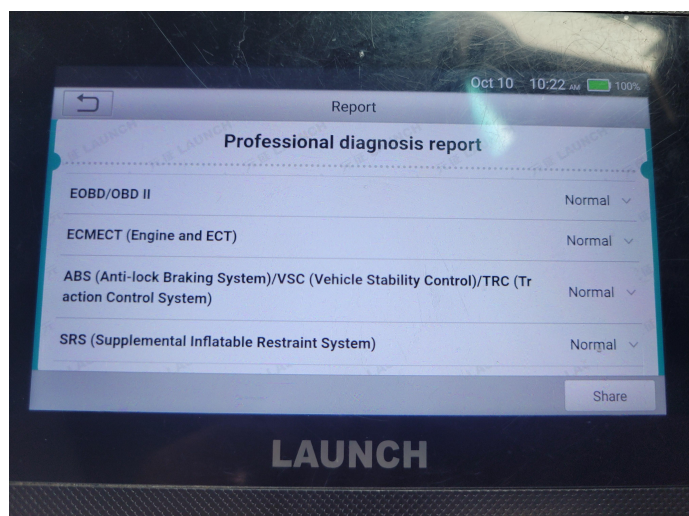 Oct 10 10:22 AM 100%
Report
Professional diagnosis report
EOBD/OBD II Normal
ECMECT (Engine and ECT) Normal
ABS (Anti-lock Braking System)/VSC (Vehicle Stability Control)/TRC (Tr
action Control System) Normal
SRS (Supplemental Inflatable Restraint System) Normal
Share
LAUNCH